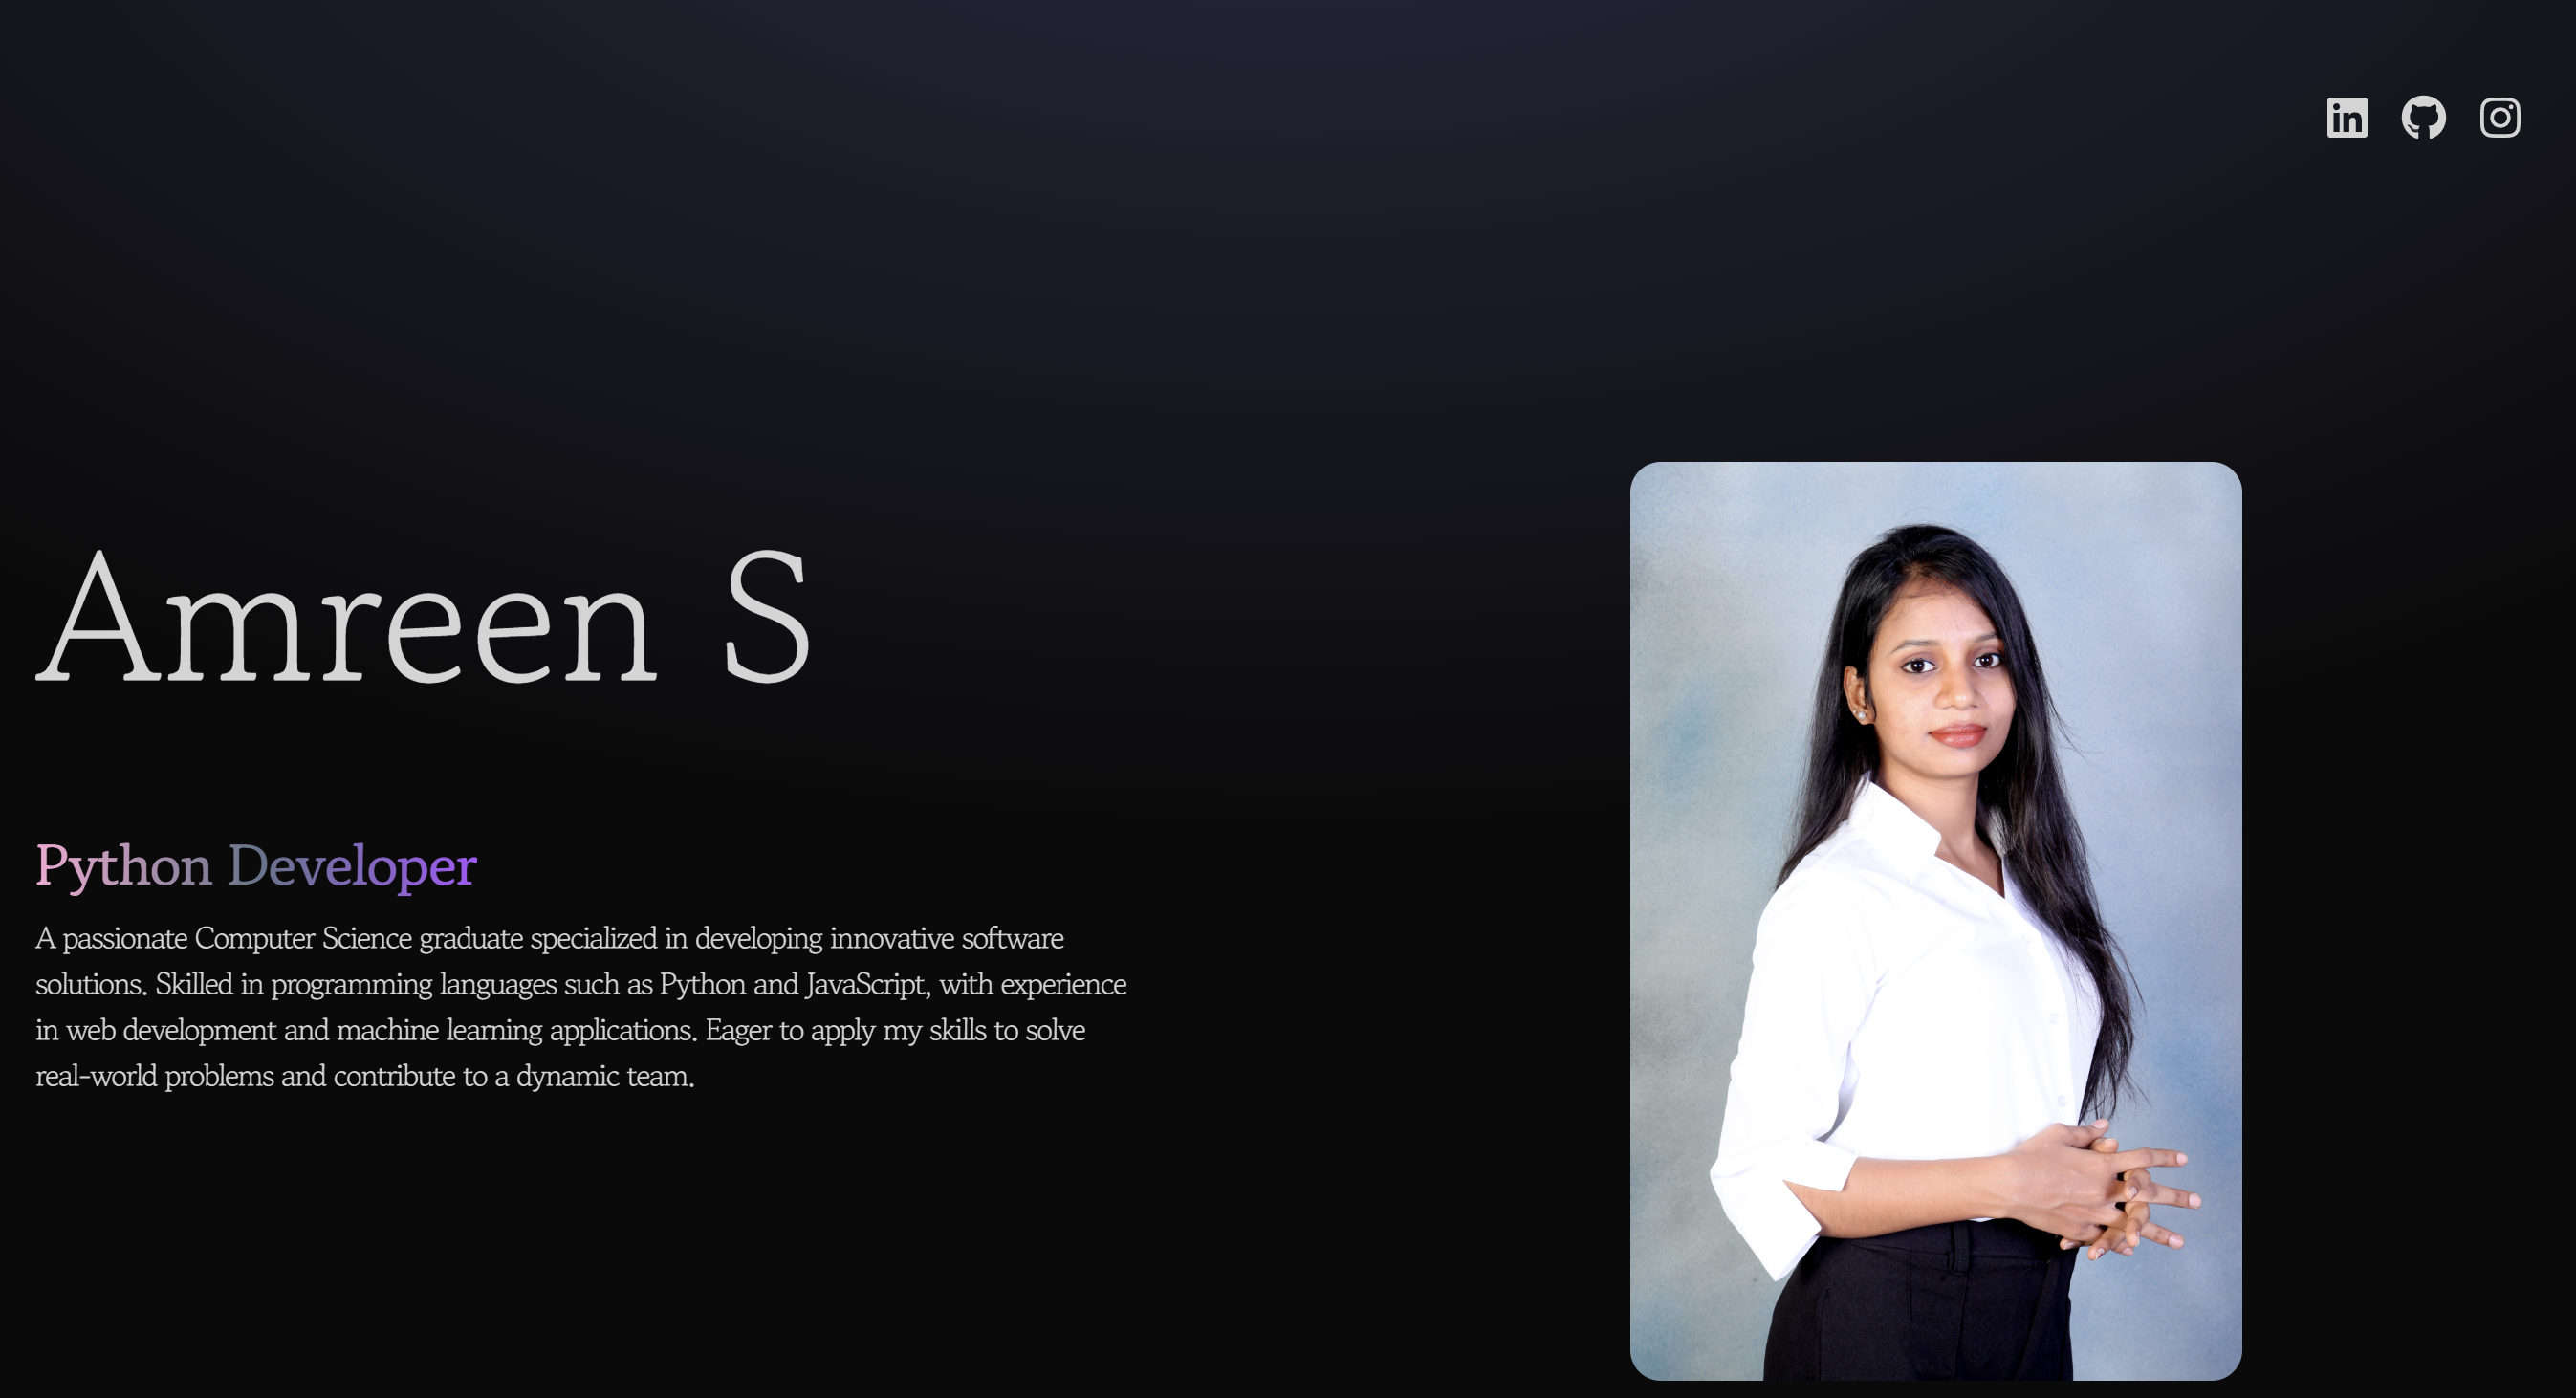 in
Amreen S
Python Developer
A passionate Computer Science graduate specialized in developing innovative software
solutions. Skilled in programming languages such as Python and JavaScript, with experience
in web development and machine learning applications. Eager to apply my skills to solve
real-world problems and contribute to a dynamic team.